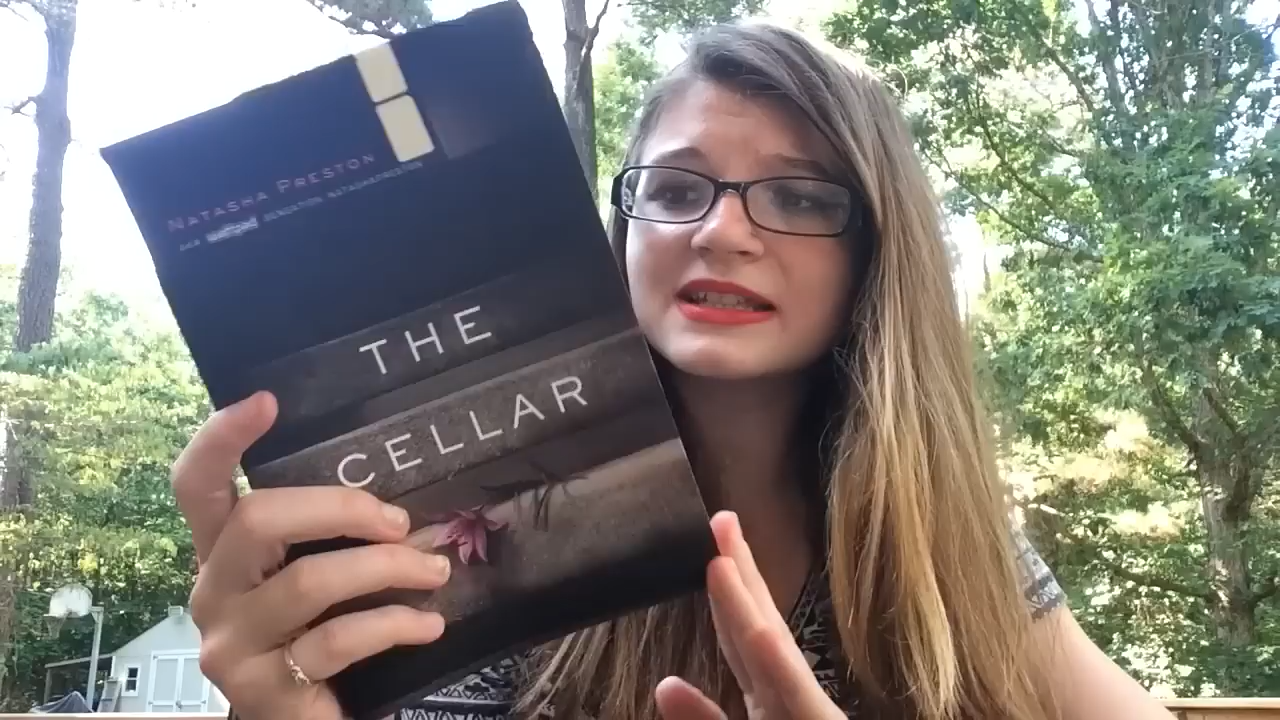 NATASHA PRESTON
AKA wattpad SENSATION NATASHAPRESTON
THE
CELLAR